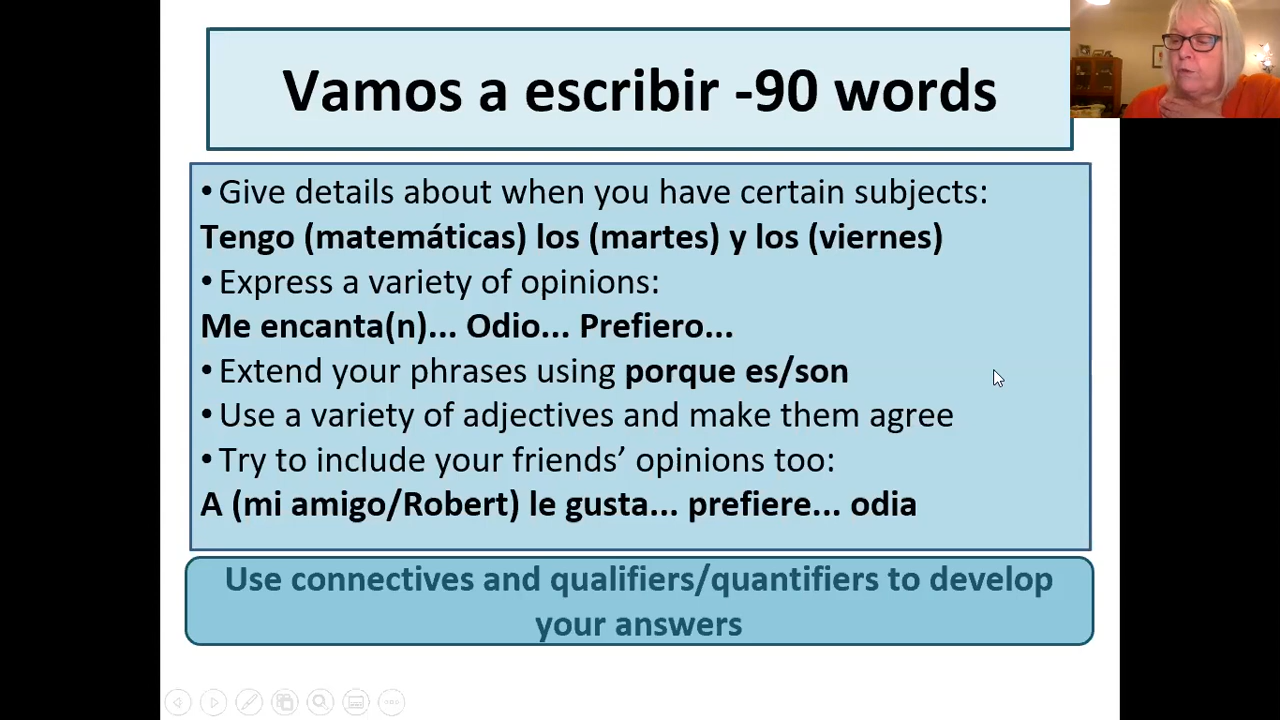 Vamos a escribir -90 words
• Give details about when you have certain subjects:
Tengo (matemáticas) los (martes) y los (viernes)
• Express a variety of opinions:
Me encanta(n)... Odio... Prefiero...
• Extend your phrases using porque es/son
• Use a variety of adjectives and make them agree
• Try to include your friends’ opinions too:
A (mi amigo/Robert) le gusta... prefiere... odia
Use connectives and qualifiers/quantifiers to develop
your answers